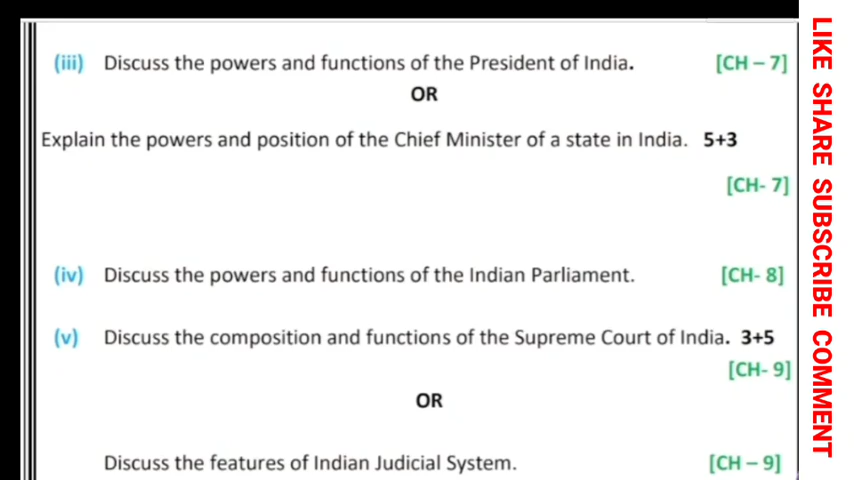 (iii) Discuss the powers and functions of the President of India. [CH – 7]
OR
Explain the powers and position of the Chief Minister of a state in India. 5+3
[CH- 7]
(iv) Discuss the powers and functions of the Indian Parliament. [CH- 8]
(v) Discuss the composition and functions of the Supreme Court of India. 3+5
[CH- 9]
OR
Discuss the features of Indian Judicial System. [CH – 9]
LIKE SHARE SUBSCRIBE COMMENT